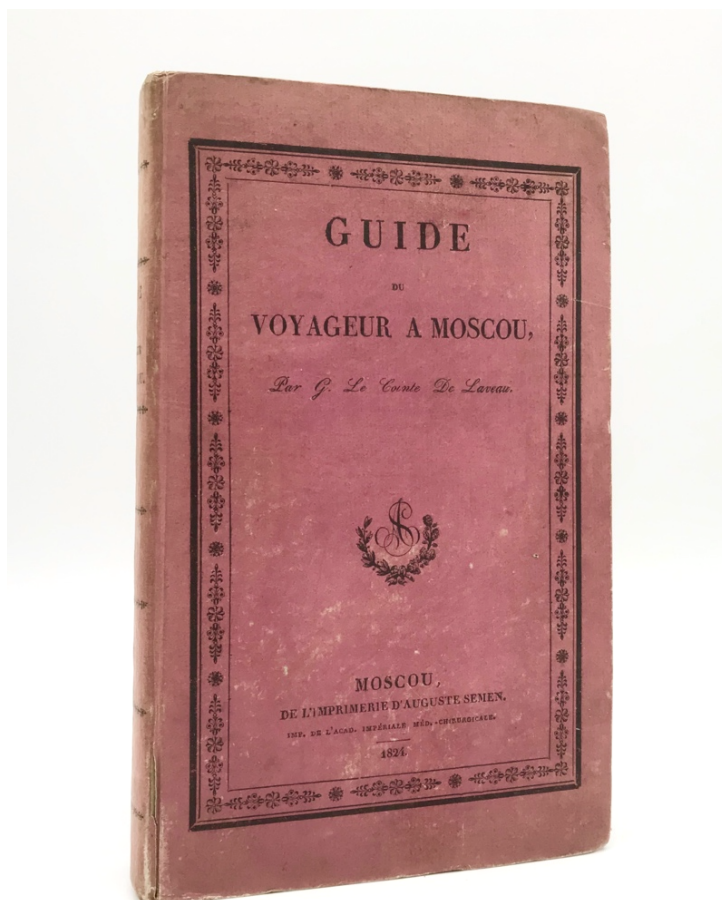 GUIDE
DU
VOYAGEUR A MOSCOU,
Par G. Le Cointe De Laveau.
MOSCOU,
DE L'IMPRIMERIE D'AUGUSTE SEMEN,
IMP. DE L'ACAD. IMPÉRIALE MÉD.-CHIRURGICALE.
1824.